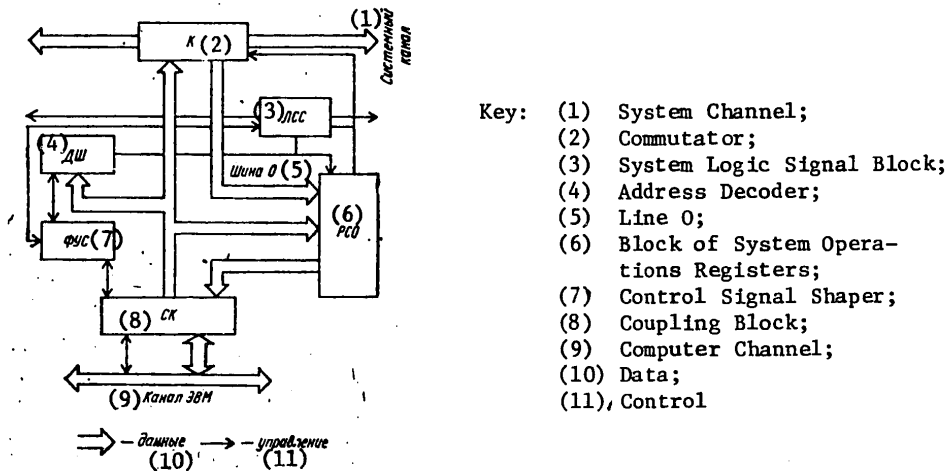 (1)
Системный
канал
К (2)
(3) ЛСС
(4) ДШ
Шина О (5)
(6)
РСО
ФУС (7)
(8) СК
(9) Канал ЭВМ
– данные – управление
(10) (11)
Key: (1) System Channel;
(2) Commutator;
(3) System Logic Signal Block;
(4) Address Decoder;
(5) Line O;
(6) Block of System Opera-
tions Registers;
(7) Control Signal Shaper;
(8) Coupling Block;
(9) Computer Channel;
(10) Data;
(11), Control